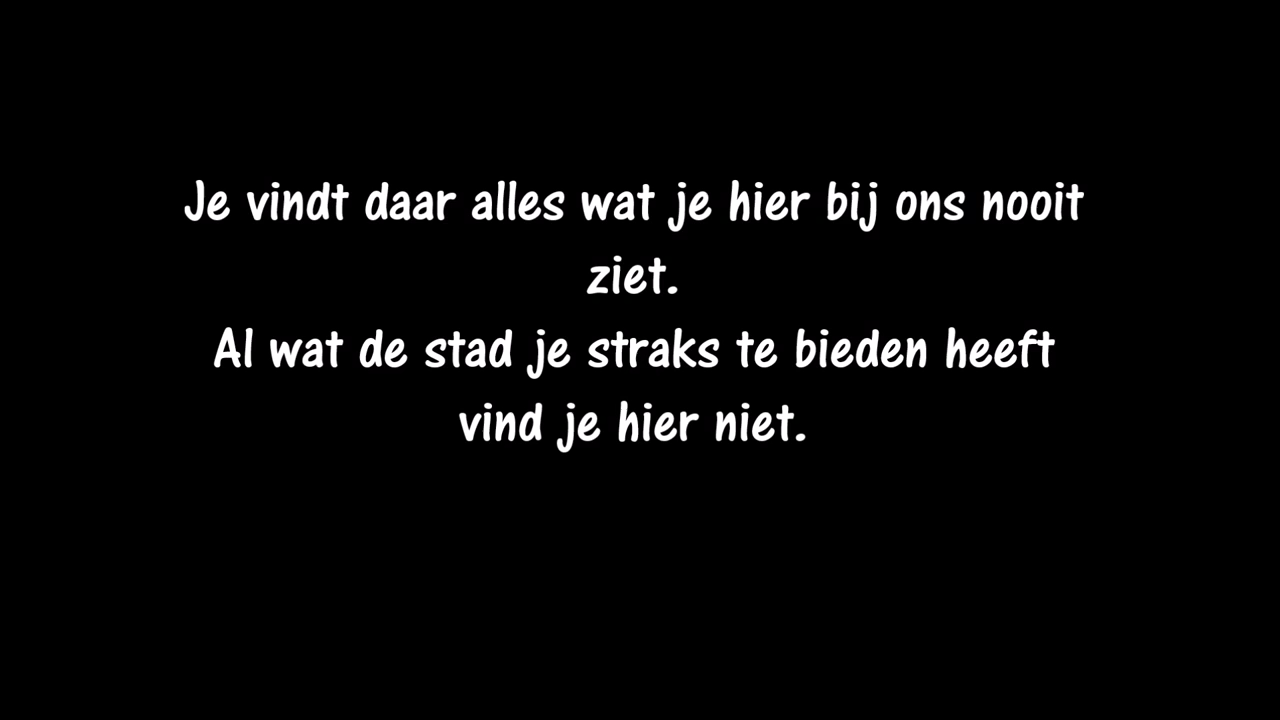 Je vindt daar alles wat je hier bij ons nooit
ziet.
Al wat de stad je straks te bieden heeft
vind je hier niet.